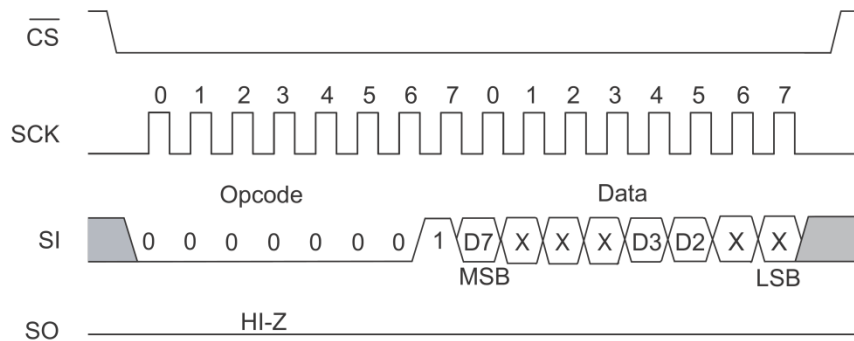 CS
0 1 2 3 4 5 6 7 0 1 2 3 4 5 6 7
SCK
Opcode Data
SI 0 0 0 0 0 0 0 1 D7 X X X D3 D2 X X
MSB LSB
HI-Z
SO